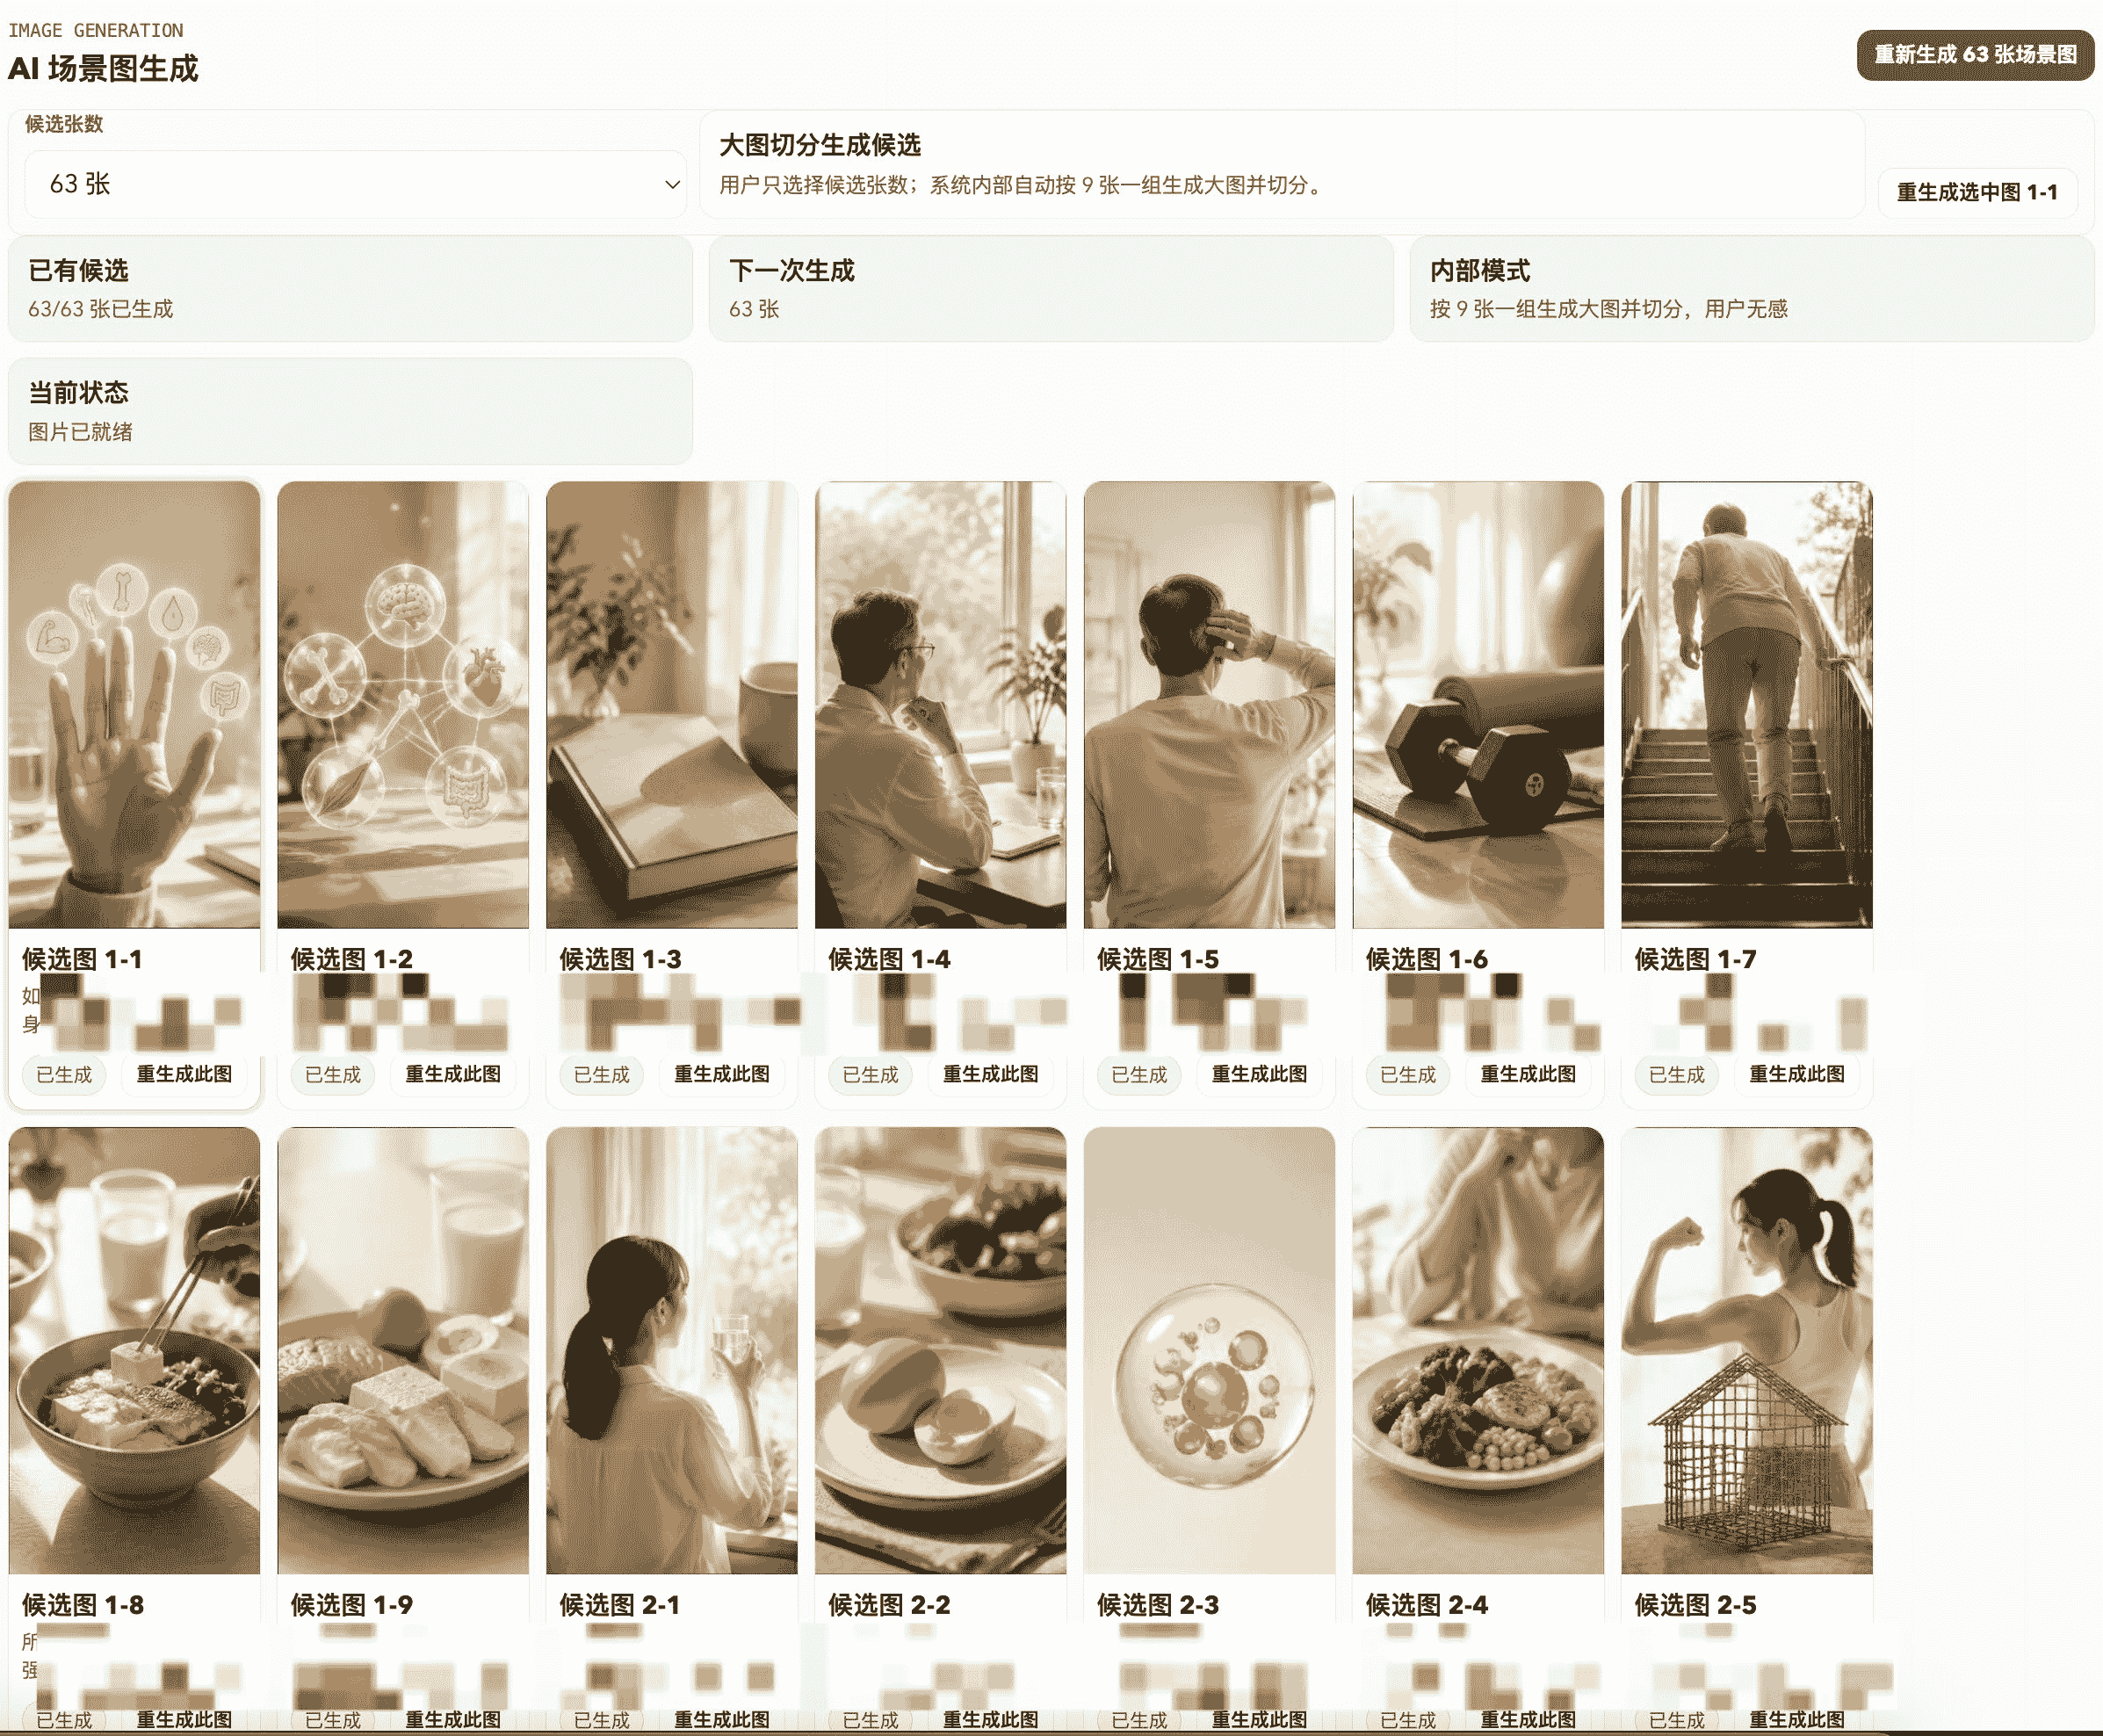 IMAGE GENERATION
AI 场景图生成
重新生成 63 张场景图
候选张数
63 张
大图切分生成候选
用户只选择候选张数；系统内部自动按 9 张一组生成大图并切分。
重生成选中图 1-1
已有候选
63/63 张已生成
下一次生成
63 张
内部模式
按 9 张一组生成大图并切分，用户无感
当前状态
图片已就绪
候选图 1-1
如
身
已生成
重生成此图
候选图 1-2
已生成
重生成此图
候选图 1-3
已生成
重生成此图
候选图 1-4
已生成
重生成此图
候选图 1-5
已生成
重生成此图
候选图 1-6
已生成
重生成此图
候选图 1-7
已生成
重生成此图
候选图 1-8
所
强
已生成
重生成此图
候选图 1-9
已生成
重生成此图
候选图 2-1
已生成
重生成此图
候选图 2-2
已生成
重生成此图
候选图 2-3
已生成
重生成此图
候选图 2-4
已生成
重生成此图
候选图 2-5
已生成
重生成此图